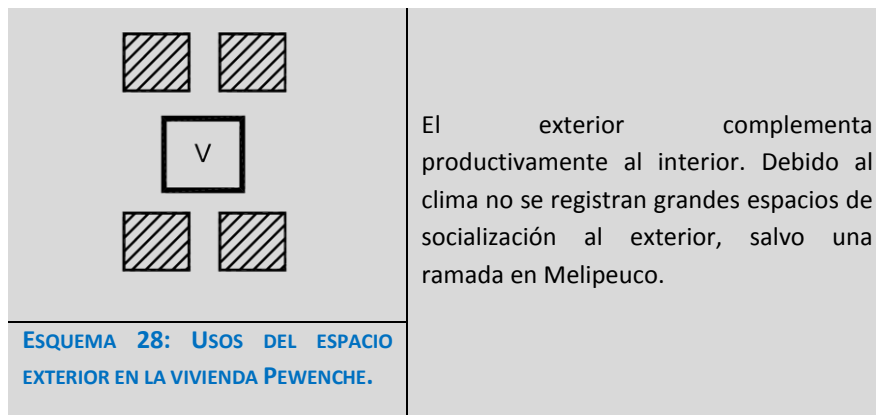 V
ESQUEMA 28: USOS DEL ESPACIO
EXTERIOR EN LA VIVIENDA PEWENCHE.
El exterior complementa
productivamente al interior. Debido al
clima no se registran grandes espacios de
socialización al exterior, salvo una
ramada en Melipeuco.